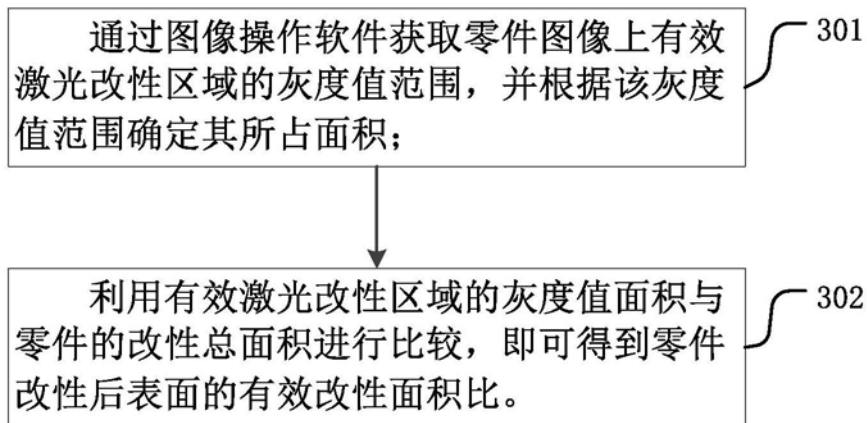 通过图像操作软件获取零件图像上有效
激光改性区域的灰度值范围，并根据该灰度
值范围确定其所占面积；
301
利用有效激光改性区域的灰度值面积与
零件的改性总面积进行比较，即可得到零件
改性后表面的有效改性面积比。
302